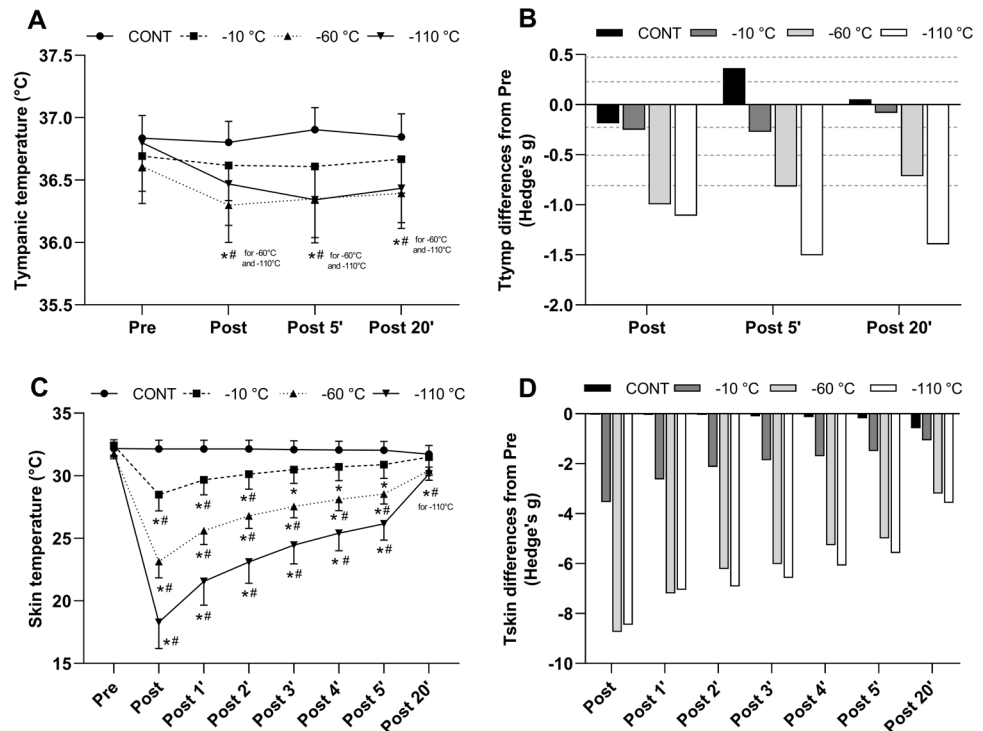 A
CONT -10 °C -60 °C -110 °C
Tympanic temperature (°C)
37.5
37.0
36.5
36.0
35.5
*# for -60°C
and -110°C
*# for -60°C
and -110°C
*# for -60°C
and -110°C
Pre Post Post 5' Post 20'
B
CONT -10 °C -60 °C -110 °C
Ttymp differences from Pre
(Hedge's g)
0.5
0.0
-0.5
-1.0
-1.5
-2.0
Post Post 5' Post 20'
C
CONT -10 °C -60 °C -110 °C
Skin temperature (°C)
35
30
25
20
15
*# *# *# * * * *#
for -110°C
*# *# *# *# *# *#
*# *# *# *# *# *#
Pre Post Post 1' Post 2' Post 3' Post 4' Post 5' Post 20'
D
CONT -10 °C -60 °C -110 °C
Tskin differences from Pre
(Hedge's g)
0
-2
-4
-6
-8
-10
Post Post 1' Post 2' Post 3' Post 4' Post 5' Post 20'